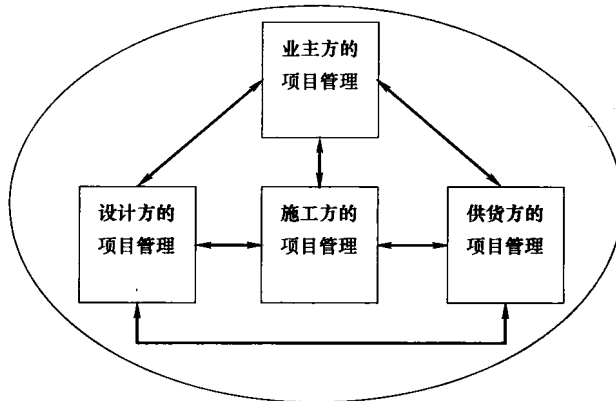 业主方的
项目管理
设计方的
项目管理
施工方的
项目管理
供货方的
项目管理